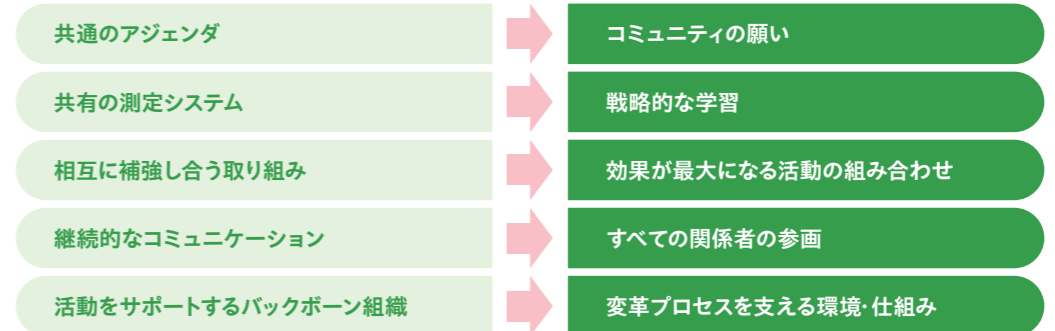 共通のアジェンダ
コミュニティの願い
共有の測定システム
戦略的な学習
相互に補強し合う取り組み
効果が最大になる活動の組み合わせ
継続的なコミュニケーション
すべての関係者の参画
活動をサポートするバックボーン組織
変革プロセスを支える環境・仕組み